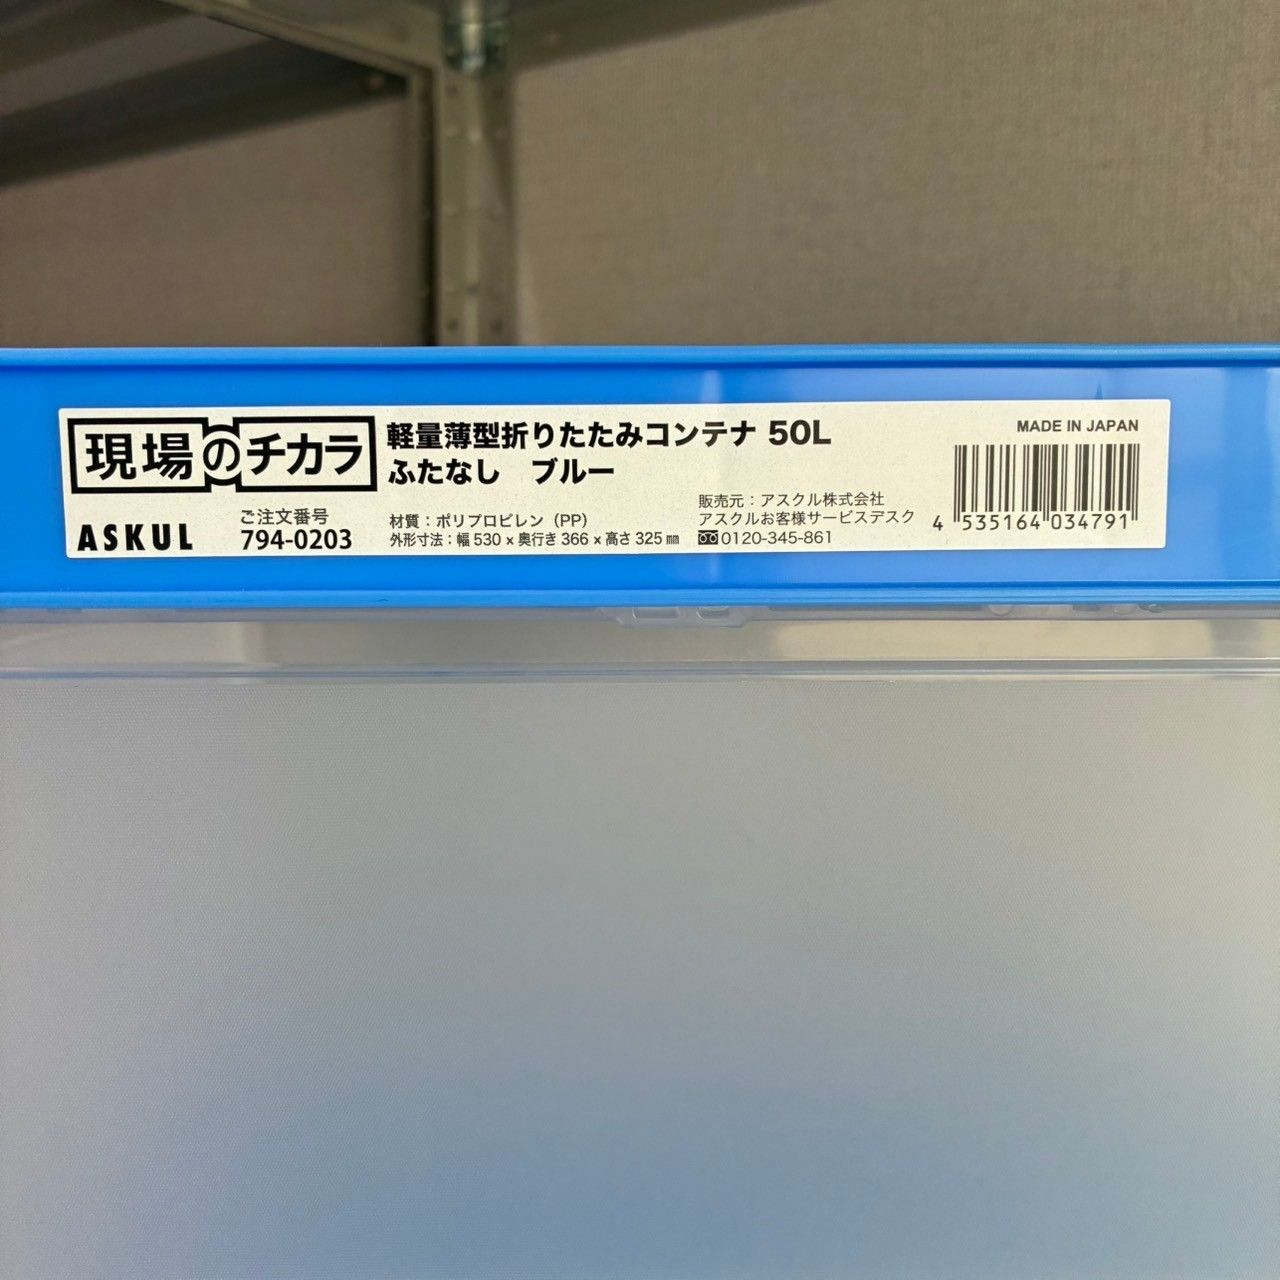 現場のチカラ
軽量薄型折りたたみコンテナ 50L
ふたなし ブルー
MADE IN JAPAN
ASKUL
ご注文番号
794-0203
材質：ポリプロピレン（PP）
外形寸法：幅 530 × 奥行き 366 × 高さ 325 ㎜
販売元：アスクル株式会社
アスクルお客様サービスデスク
0120-345-861
4 535164 034791